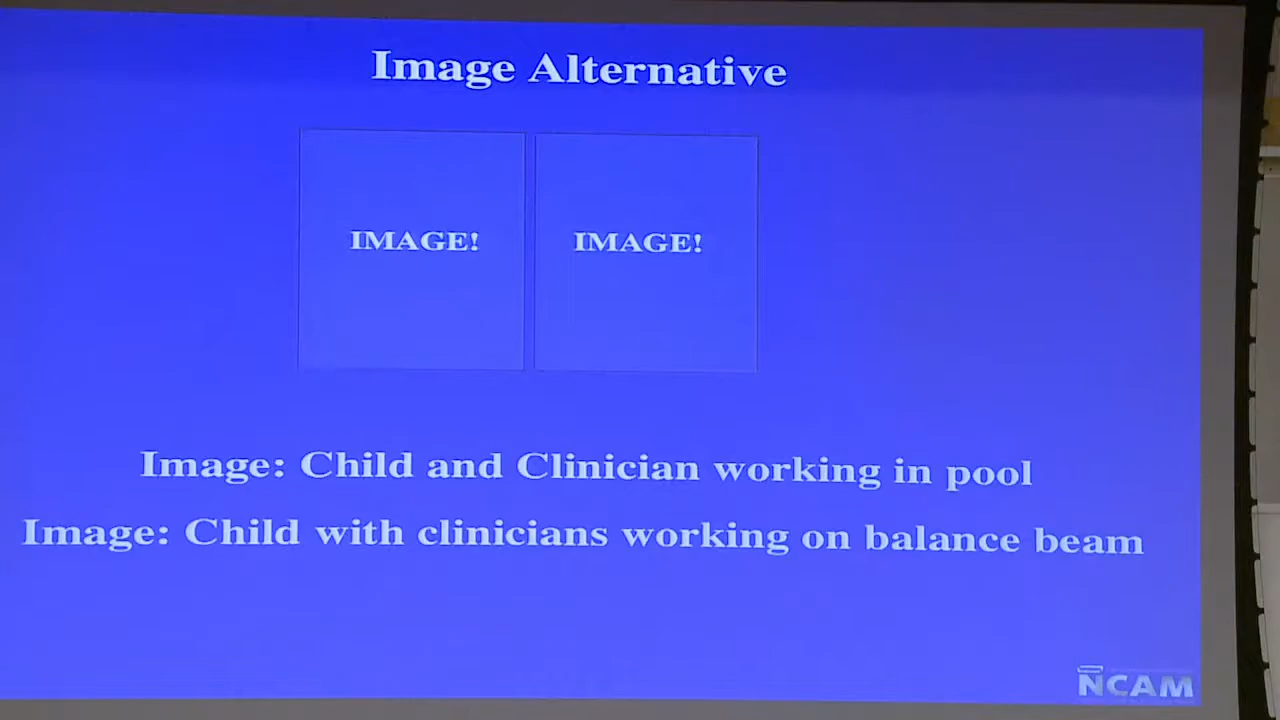 Image Alternative
IMAGE! IMAGE!
Image: Child and Clinician working in pool
Image: Child with clinicians working on balance beam
NCAM